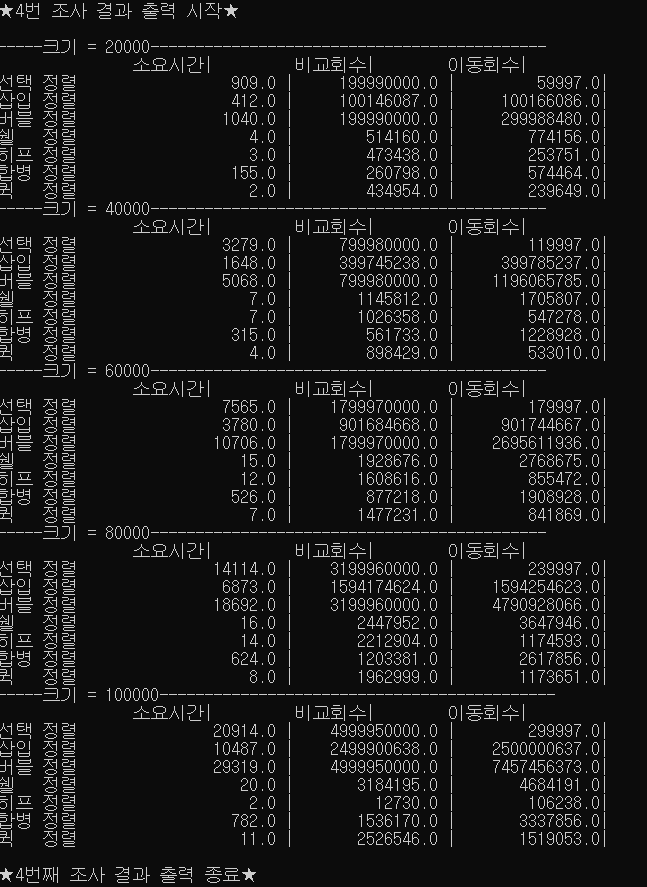 ★4번 조사 결과 출력 시작★
-----크기 = 20000--------------------------------------------
소요시간| 비교회수| 이동회수|
선택 정렬 909.0 | 199990000.0 | 59997.0|
삽입 정렬 412.0 | 100146087.0 | 100166086.0|
버블 정렬 1040.0 | 199990000.0 | 299988480.0|
쉘 정렬 4.0 | 514160.0 | 774156.0|
히프 정렬 3.0 | 473438.0 | 253751.0|
합병 정렬 155.0 | 260798.0 | 574464.0|
퀵 정렬 2.0 | 434954.0 | 239649.0|
-----크기 = 40000--------------------------------------------
소요시간| 비교회수| 이동회수|
선택 정렬 3279.0 | 799980000.0 | 119997.0|
삽입 정렬 1648.0 | 399745238.0 | 399785237.0|
버블 정렬 5068.0 | 799980000.0 | 1196065785.0|
쉘 정렬 7.0 | 1145812.0 | 1705807.0|
히프 정렬 7.0 | 1026358.0 | 547278.0|
합병 정렬 315.0 | 561733.0 | 1228928.0|
퀵 정렬 4.0 | 898429.0 | 533010.0|
-----크기 = 60000--------------------------------------------
소요시간| 비교회수| 이동회수|
선택 정렬 7565.0 | 1799970000.0 | 179997.0|
삽입 정렬 3780.0 | 901684668.0 | 901744667.0|
버블 정렬 10706.0 | 1799970000.0 | 2695611936.0|
쉘 정렬 15.0 | 1928676.0 | 2768675.0|
히프 정렬 12.0 | 1608616.0 | 855472.0|
합병 정렬 526.0 | 877218.0 | 1908928.0|
퀵 정렬 7.0 | 1477231.0 | 841869.0|
-----크기 = 80000--------------------------------------------
소요시간| 비교회수| 이동회수|
선택 정렬 14114.0 | 3199960000.0 | 239997.0|
삽입 정렬 6873.0 | 1594174624.0 | 1594254623.0|
버블 정렬 18692.0 | 3199960000.0 | 4790928066.0|
쉘 정렬 16.0 | 2447952.0 | 3647946.0|
히프 정렬 14.0 | 2212904.0 | 1174593.0|
합병 정렬 624.0 | 1203381.0 | 2617856.0|
퀵 정렬 8.0 | 1962999.0 | 1173651.0|
-----크기 = 100000--------------------------------------------
소요시간| 비교회수| 이동회수|
선택 정렬 20914.0 | 4999950000.0 | 299997.0|
삽입 정렬 10487.0 | 2499900638.0 | 2500000637.0|
버블 정렬 29319.0 | 4999950000.0 | 7457456373.0|
쉘 정렬 20.0 | 3184195.0 | 4684191.0|
히프 정렬 2.0 | 12730.0 | 106238.0|
합병 정렬 782.0 | 1536170.0 | 3337856.0|
퀵 정렬 11.0 | 2526546.0 | 1519053.0|
★4번째 조사 결과 출력 종료★